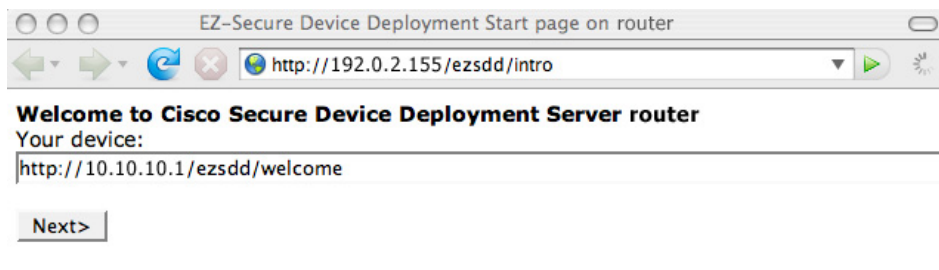 EZ-Secure Device Deployment Start page on router
http://192.0.2.155/ezsdd/intro
Welcome to Cisco Secure Device Deployment Server router
Your device:
http://10.10.10.1/ezsdd/welcome
Next>